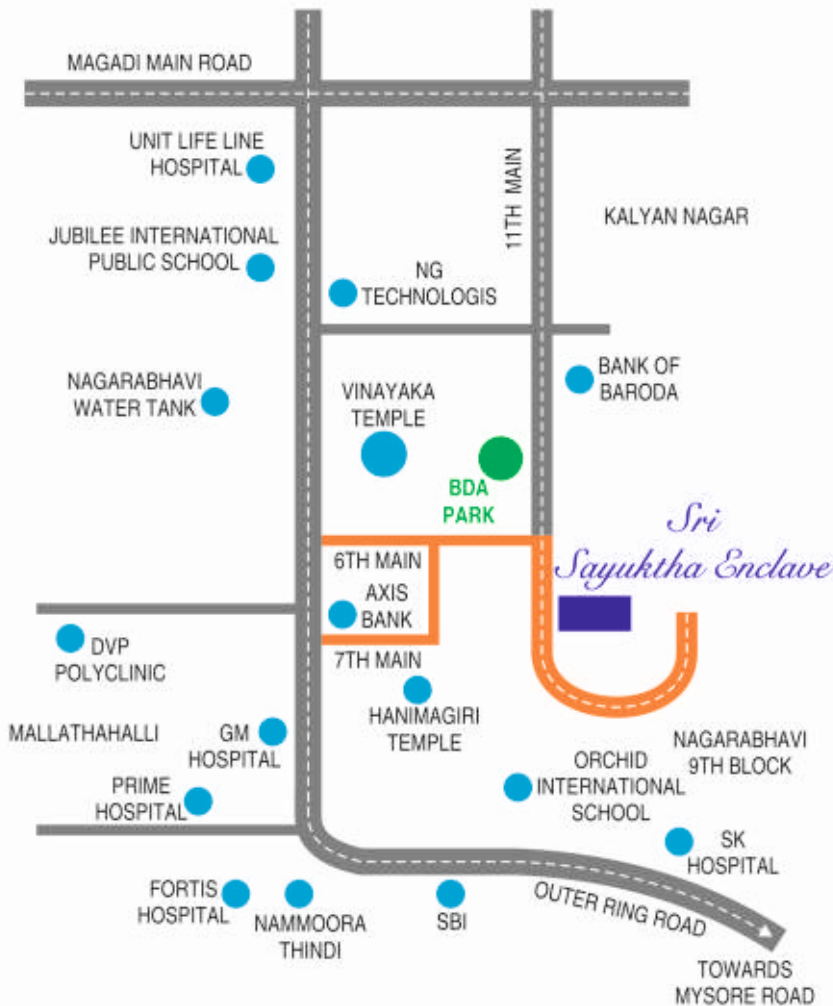 MAGADI MAIN ROAD
UNIT LIFE LINE
HOSPITAL
11TH MAIN
KALYAN NAGAR
JUBILEE INTERNATIONAL
PUBLIC SCHOOL
NG
TECHNOLOGIS
NAGARABHAVI
WATER TANK
VINAYAKA
TEMPLE
BANK OF
BARODA
BDA
PARK
Sri
Sayuktha Enclave
6TH MAIN
AXIS
BANK
7TH MAIN
DVP
POLYCLINIC
HANIMAGIRI
TEMPLE
MALLATHAHALLI
GM
HOSPITAL
NAGARABHAVI
9TH BLOCK
ORCHID
INTERNATIONAL
SCHOOL
PRIME
HOSPITAL
SK
HOSPITAL
FORTIS
HOSPITAL
NAMMOORA
THINDI
SBI
OUTER RING ROAD
TOWARDS
MYSORE ROAD